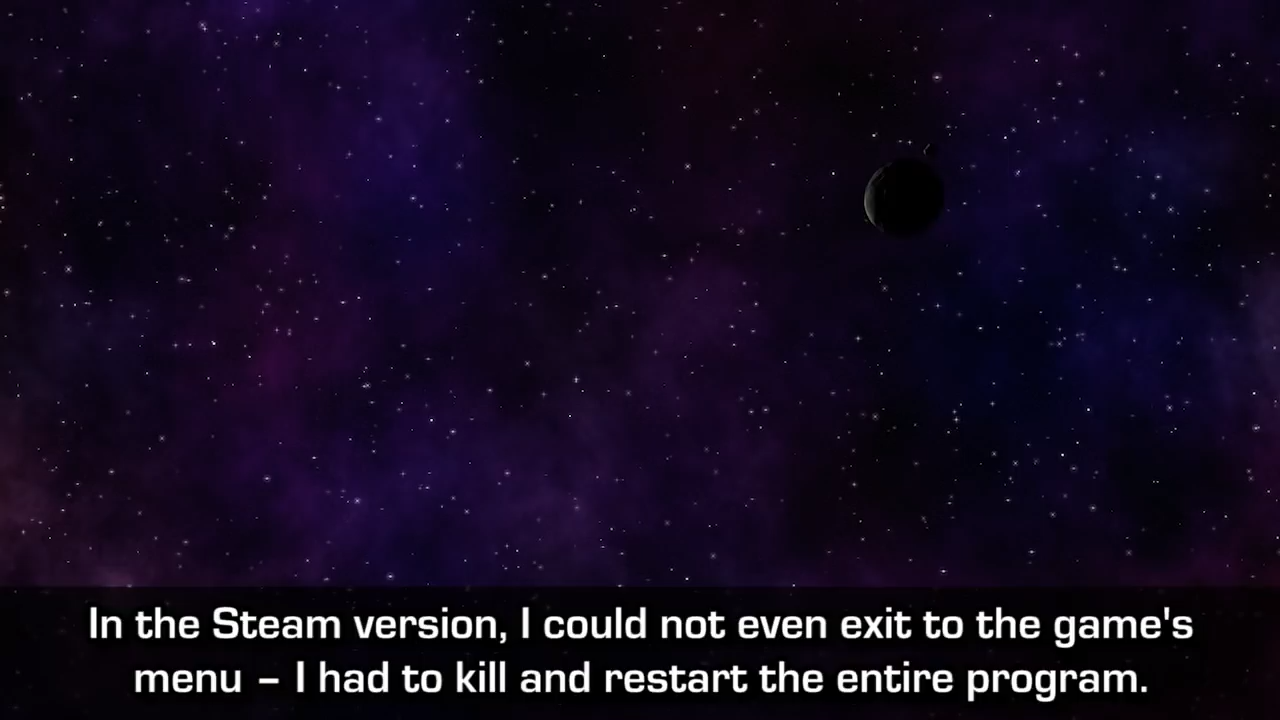 In the Steam version, I could not even exit to the game's
menu – I had to kill and restart the entire program.